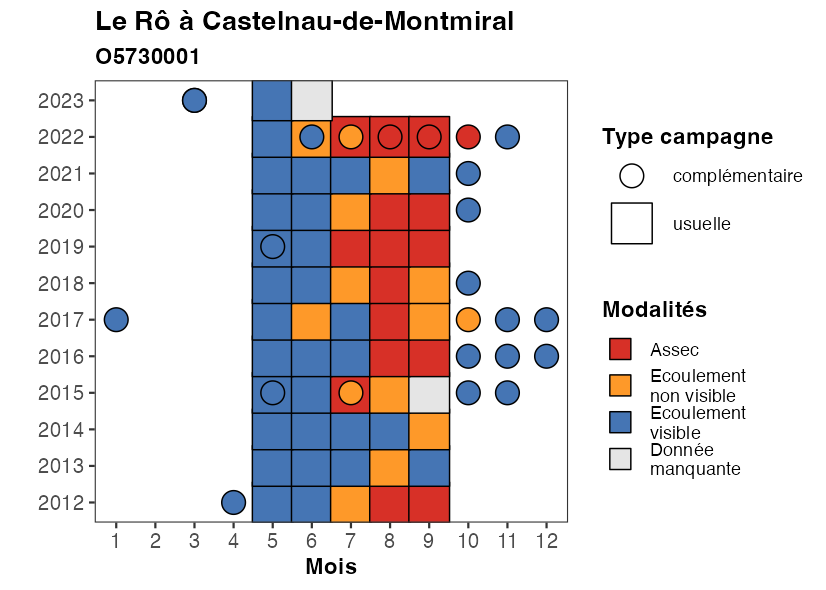 Le Rô à Castelnau-de-Montmiral
O5730001
2023
2022
2021
2020
2019
2018
2017
2016
2015
2014
2013
2012
1 2 3 4 5 6 7 8 9 10 11 12
Mois
Type campagne
complémentaire
usuelle
Modalités
Assec
Ecoulement
non visible
Ecoulement
visible
Donnée
manquante